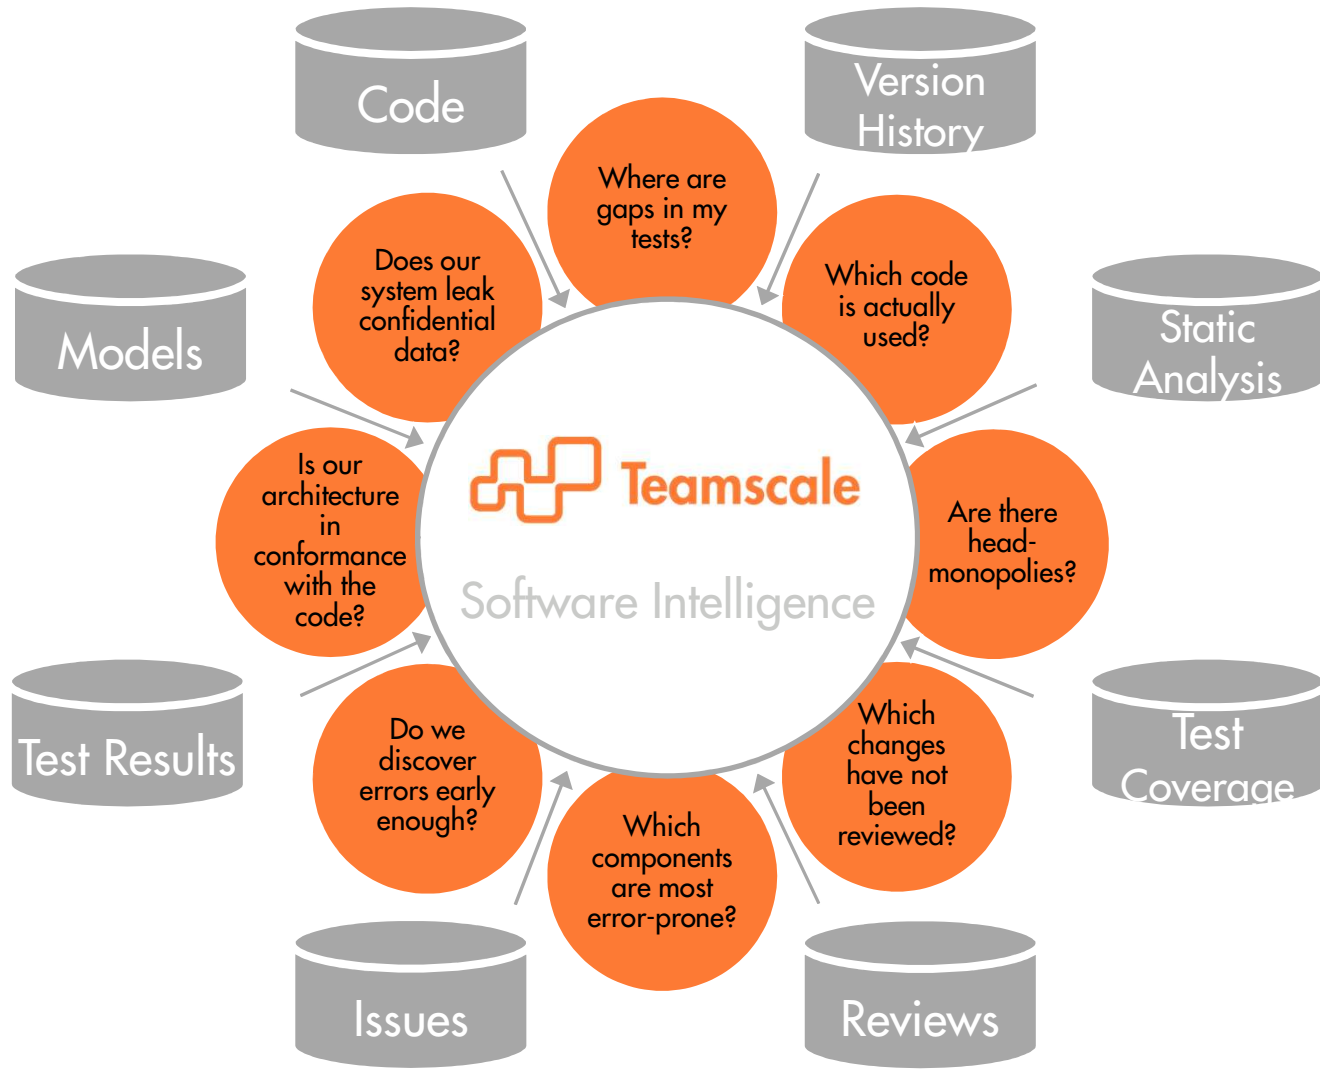 Code
Version
History
Where are
gaps in my
tests?
Does our
system leak
confidential
data?
Which code
is actually
used?
Models
Static
Analysis
Teamscale
Software Intelligence
Is our
architecture
in
conformance
with the
code?
Are there
head-
monopolies?
Test Results
Do we
discover
errors early
enough?
Which
changes
have not
been
reviewed?
Test
Coverage
Which
components
are most
error-prone?
Issues
Reviews